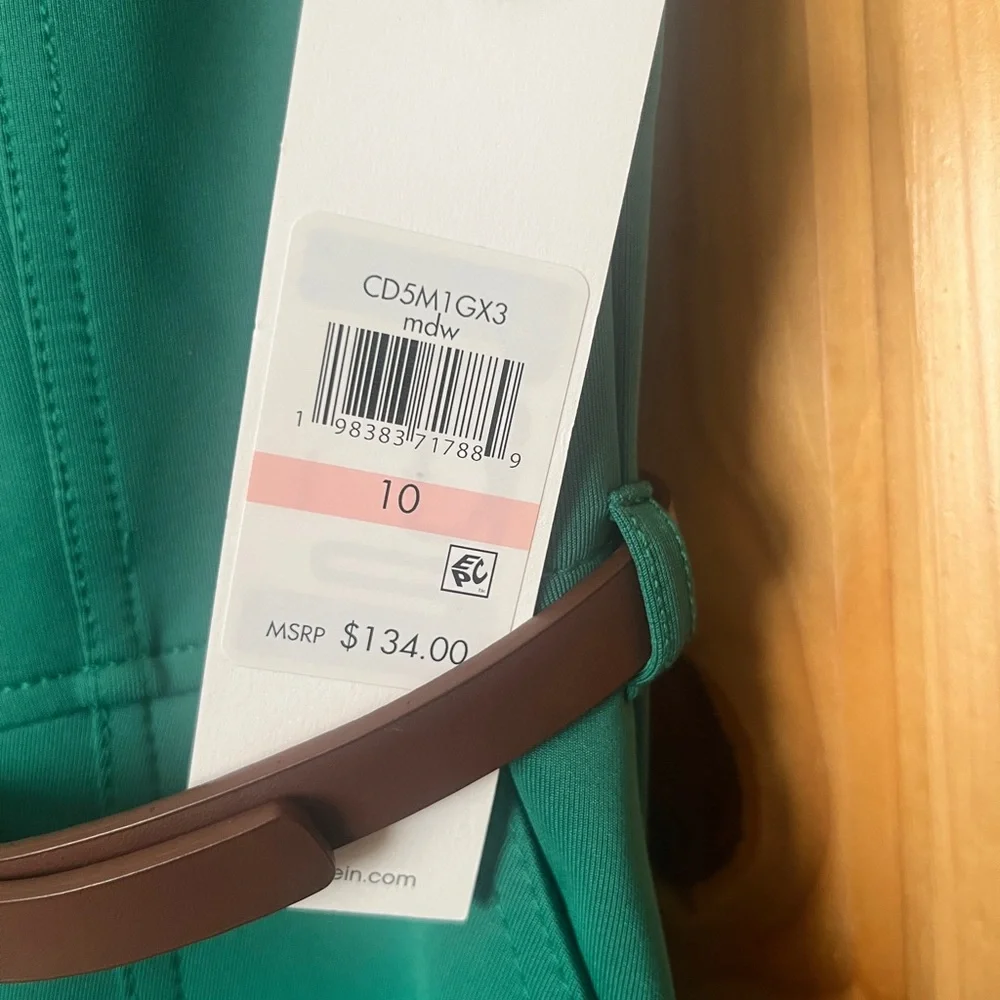 CD5M1GX3
mdw
1 98383 71788 9
10
EPC
MSRP $134.00
ein.com